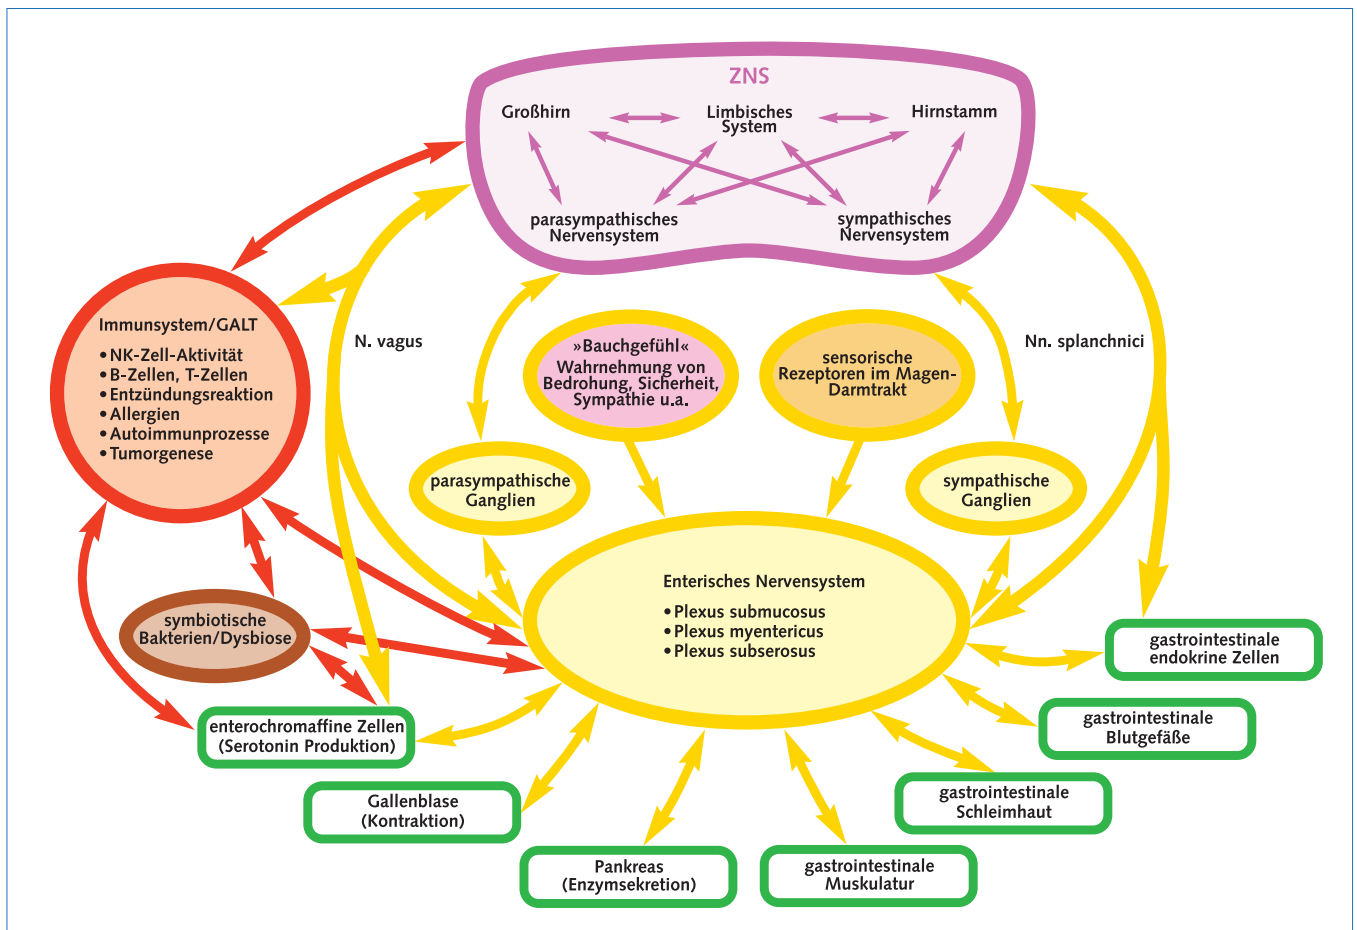 ZNS
Großhirn
Limbisches
System
Hirnstamm
parasympathisches
Nervensystem
sympathisches
Nervensystem
Immunsystem/GALT
• NK-Zell-Aktivität
• B-Zellen, T-Zellen
• Entzündungsreaktion
• Allergien
• Autoimmunprozesse
• Tumorgenese
N. vagus
»Bauchgefühl«
Wahrnehmung von
Bedrohung, Sicherheit,
Sympathie u.a.
sensorische
Rezeptoren im Magen-
Darmtrakt
Nn. splanchnici
parasympathische
Ganglien
sympathische
Ganglien
Enterisches Nervensystem
• Plexus submucosus
• Plexus myentericus
• Plexus subserosus
symbiotische
Bakterien/Dysbiose
gastrointestinale
endokrine Zellen
enterochromaffine Zellen
(Serotonin Produktion)
gastrointestinale
Blutgefäße
Gallenblase
(Kontraktion)
gastrointestinale
Schleimhaut
Pankreas
(Enzymsekretion)
gastrointestinale
Muskulatur